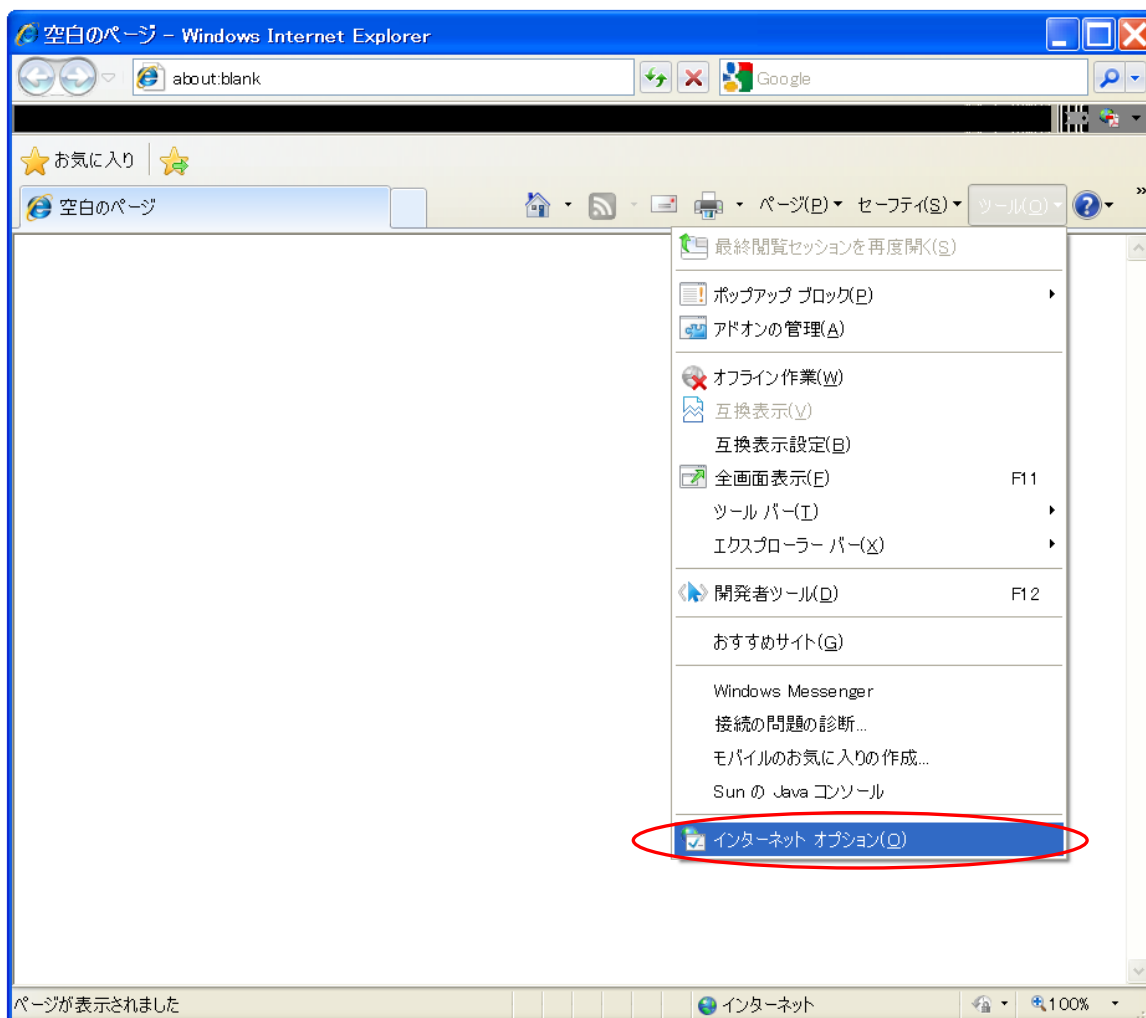 空白のページ - Windows Internet Explorer
about:blank
Google
お気に入り
空白のページ
ページ(P) セーフティ(S) ツール(O)
»
最終閲覧セッションを再度開く(S)
ポップアップ ブロック(P)
アドオンの管理(A)
オフライン作業(W)
互換表示(V)
互換表示設定(B)
全画面表示(F) F11
ツール バー(T)
エクスプローラー バー(X)
開発者ツール(D) F12
おすすめサイト(G)
Windows Messenger
接続の問題の診断...
モバイルのお気に入りの作成...
Sun の Java コンソール
インターネット オプション(O)
ページが表示されました インターネット 100%